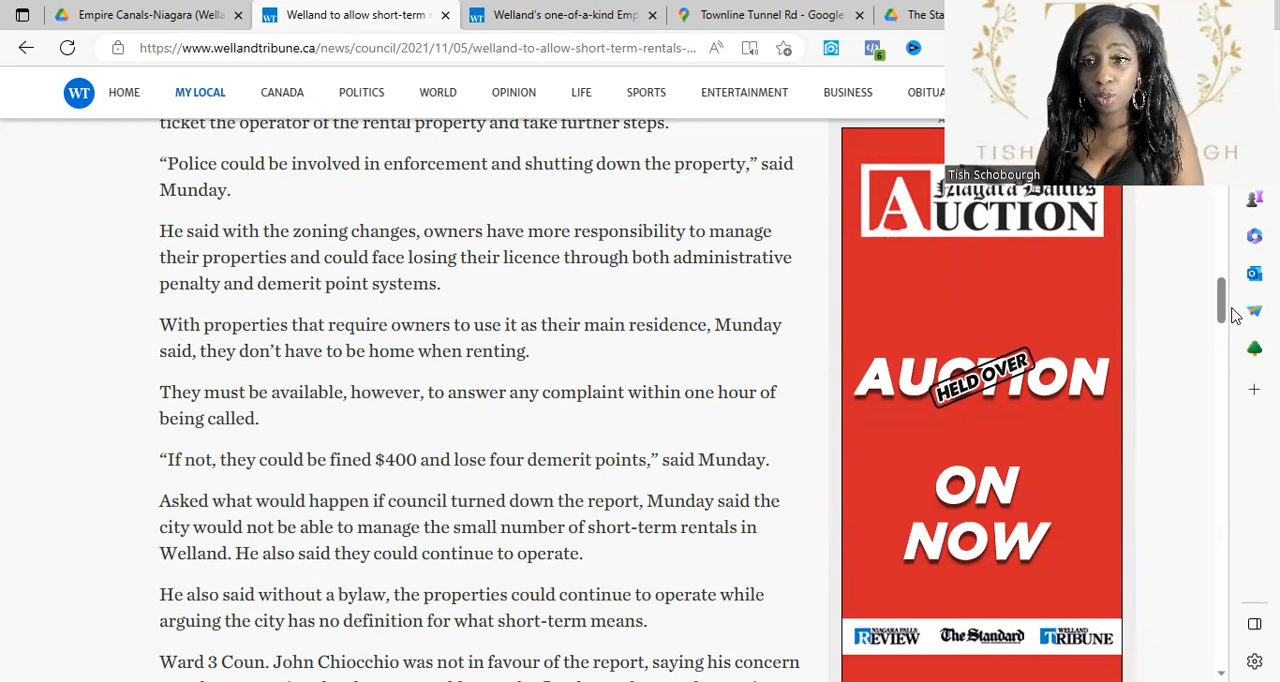 Empire Canals-Niagara (Wella
Welland to allow short-term r
Welland's one-of-a-kind Emp
Townline Tunnel Rd - Google
The Sta
https://www.wellandtribune.ca/news/council/2021/11/05/welland-to-allow-short-term-rentals-...
6
WT
HOME
MY LOCAL
CANADA
POLITICS
WORLD
OPINION
LIFE
SPORTS
ENTERTAINMENT
BUSINESS
OBITUA
TS
Tish Schobourgh
ticket the operator of the rental property and take further steps.
“Police could be involved in enforcement and shutting down the property,” said
Munday.
He said with the zoning changes, owners have more responsibility to manage
their properties and could face losing their licence through both administrative
penalty and demerit point systems.
With properties that require owners to use it as their main residence, Munday
said, they don’t have to be home when renting.
They must be available, however, to answer any complaint within one hour of
being called.
“If not, they could be fined $400 and lose four demerit points,” said Munday.
Asked what would happen if council turned down the report, Munday said the
city would not be able to manage the small number of short-term rentals in
Welland. He also said they could continue to operate.
He also said without a bylaw, the properties could continue to operate while
arguing the city has no definition for what short-term means.
Ward 3 Coun. John Chiocchio was not in favour of the report, saying his concern
Niagara Dailies
AUCTION
AUCTION
HELD OVER
ON
NOW
NIAGARA FALLS
REVIEW
The Standard
WELLAND
TRIBUNE